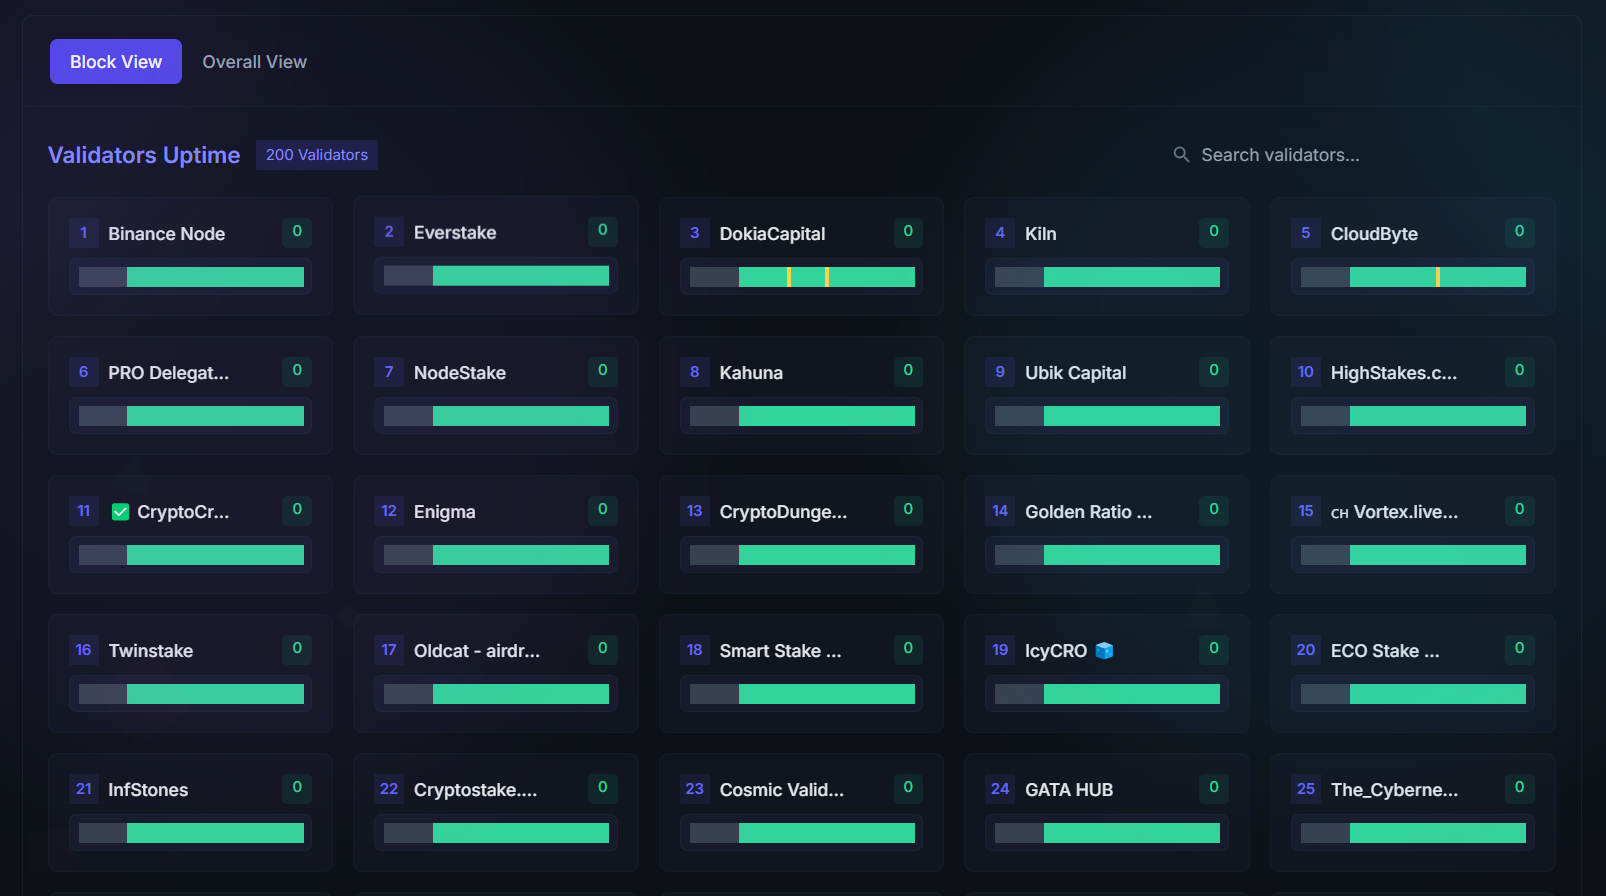 Block View Overall View
Validators Uptime 200 Validators Search validators...
1 Binance Node 0
2 Everstake 0
3 DokiaCapital 0
4 Kiln 0
5 CloudByte 0
6 PRO Delegat... 0
7 NodeStake 0
8 Kahuna 0
9 Ubik Capital 0
10 HighStakes.c... 0
11 ✅ CryptoCr... 0
12 Enigma 0
13 CryptoDunge... 0
14 Golden Ratio ... 0
15 CH Vortex.live... 0
16 Twinstake 0
17 Oldcat - airdr... 0
18 Smart Stake ... 0
19 IcyCRO 🧊 0
20 ECO Stake ... 0
21 InfStones 0
22 Cryptostake.... 0
23 Cosmic Valid... 0
24 GATA HUB 0
25 The_Cyberne... 0